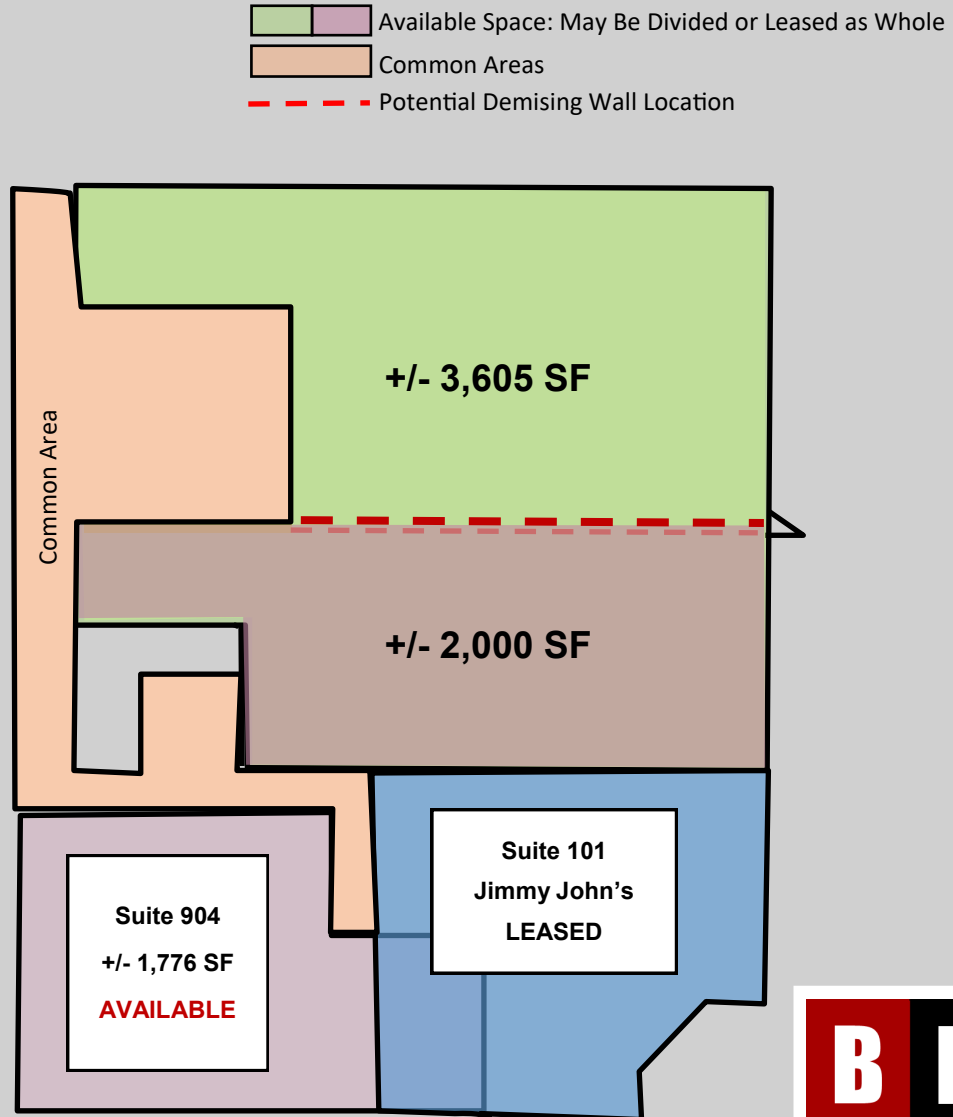 Available Space: May Be Divided or Leased as Whole
Common Areas
Potential Demising Wall Location
+/- 3,605 SF
Common Area
+/- 2,000 SF
Suite 101
Jimmy John’s
LEASED
Suite 904
+/- 1,776 SF
AVAILABLE
B